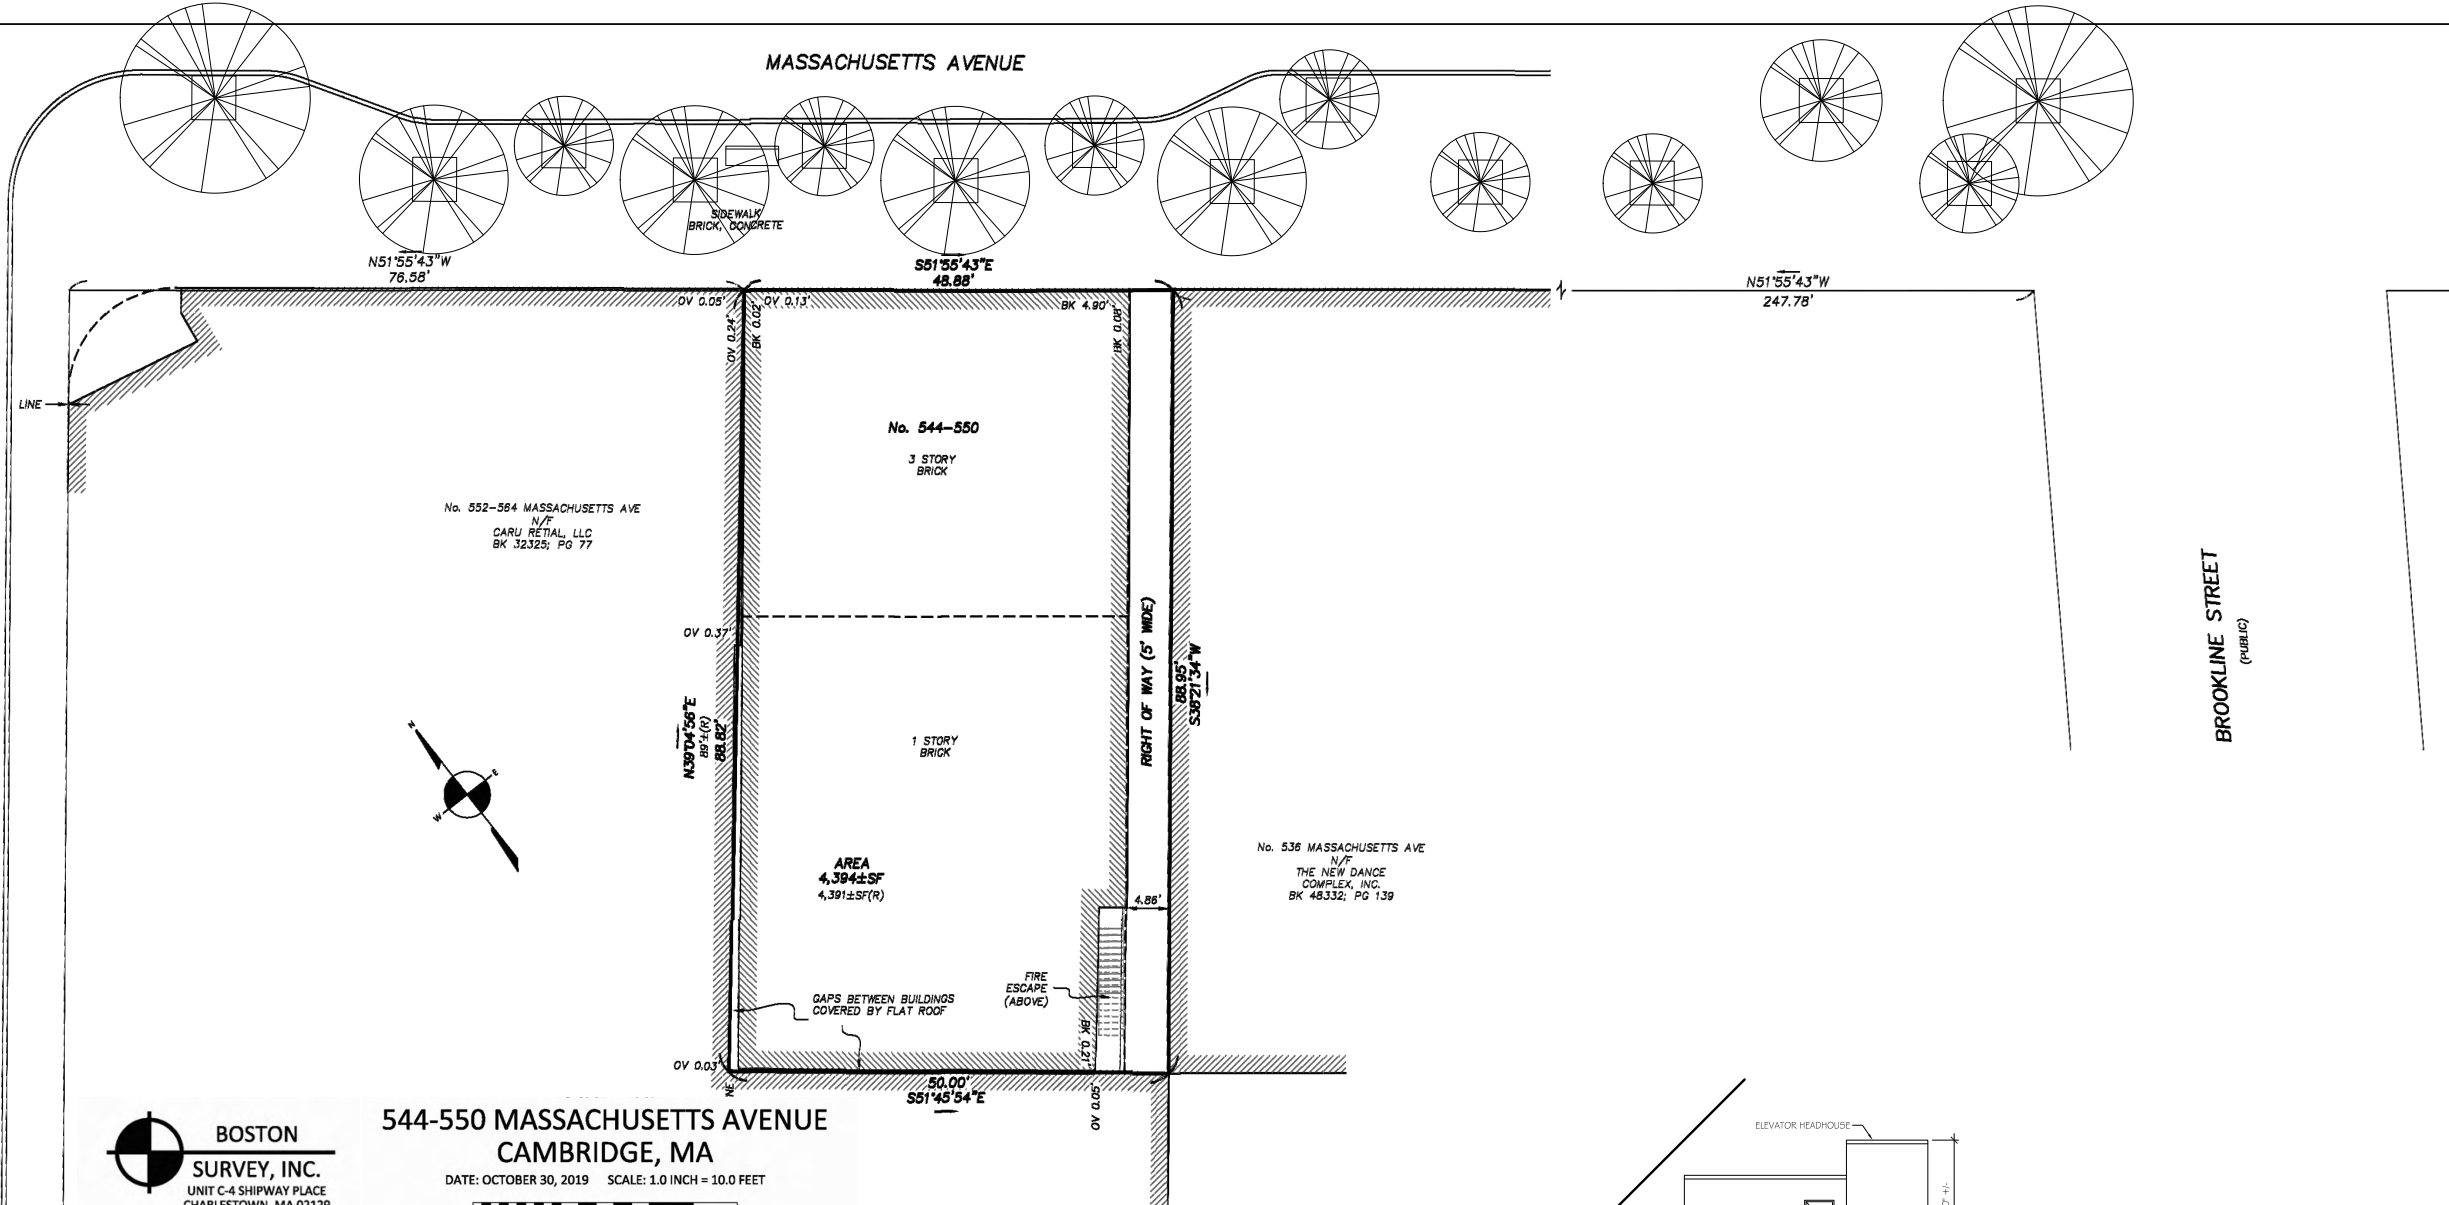 MASSACHUSETTS AVENUE
SIDEWALK
BRICK, CONCRETE
N51°55'43"W
76.58'
S51°55'43"E
48.88'
N51°55'43"W
247.78'
OV 0.05'
OV 0.13'
BK 4.90'
OV 0.24'
BK 0.02'
BK 0.08'
LINE
No. 544-550
3 STORY
BRICK
No. 552-564 MASSACHUSETTS AVE
N/F
CARU RETIAL, LLC
BK 32325; PG 77
OV 0.37'
RIGHT OF WAY (5' WIDE)
88.95'
S38°21'34"W
BROOKLINE STREET
(PUBLIC)
N39°04'56"E
89'±(R)
88.82'
N
E
W
1 STORY
BRICK
AREA
4,394±SF
4,391±SF(R)
No. 536 MASSACHUSETTS AVE
N/F
THE NEW DANCE
COMPLEX, INC.
BK 48332; PG 139
4.86'
FIRE
ESCAPE
(ABOVE)
GAPS BETWEEN BUILDINGS
COVERED BY FLAT ROOF
BK 0.21'
OV 0.03'
50.00'
S51°45'54"E
OV 0.05'
BOSTON
SURVEY, INC.
UNIT C-4 SHIPWAY PLACE
CHARLESTOWN, MA 02129
544-550 MASSACHUSETTS AVENUE
CAMBRIDGE, MA
DATE: OCTOBER 30, 2019 SCALE: 1.0 INCH = 10.0 FEET
ELEVATOR HEADHOUSE